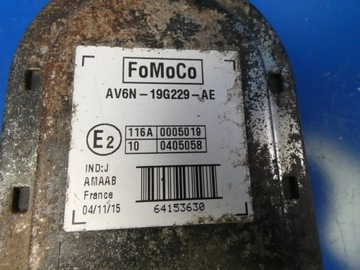 FoMoCo
AV6N-19G229-AE
E2
116A 0005019
10 0405058
IND:J
AMAAB
France
04/11/15
64153630